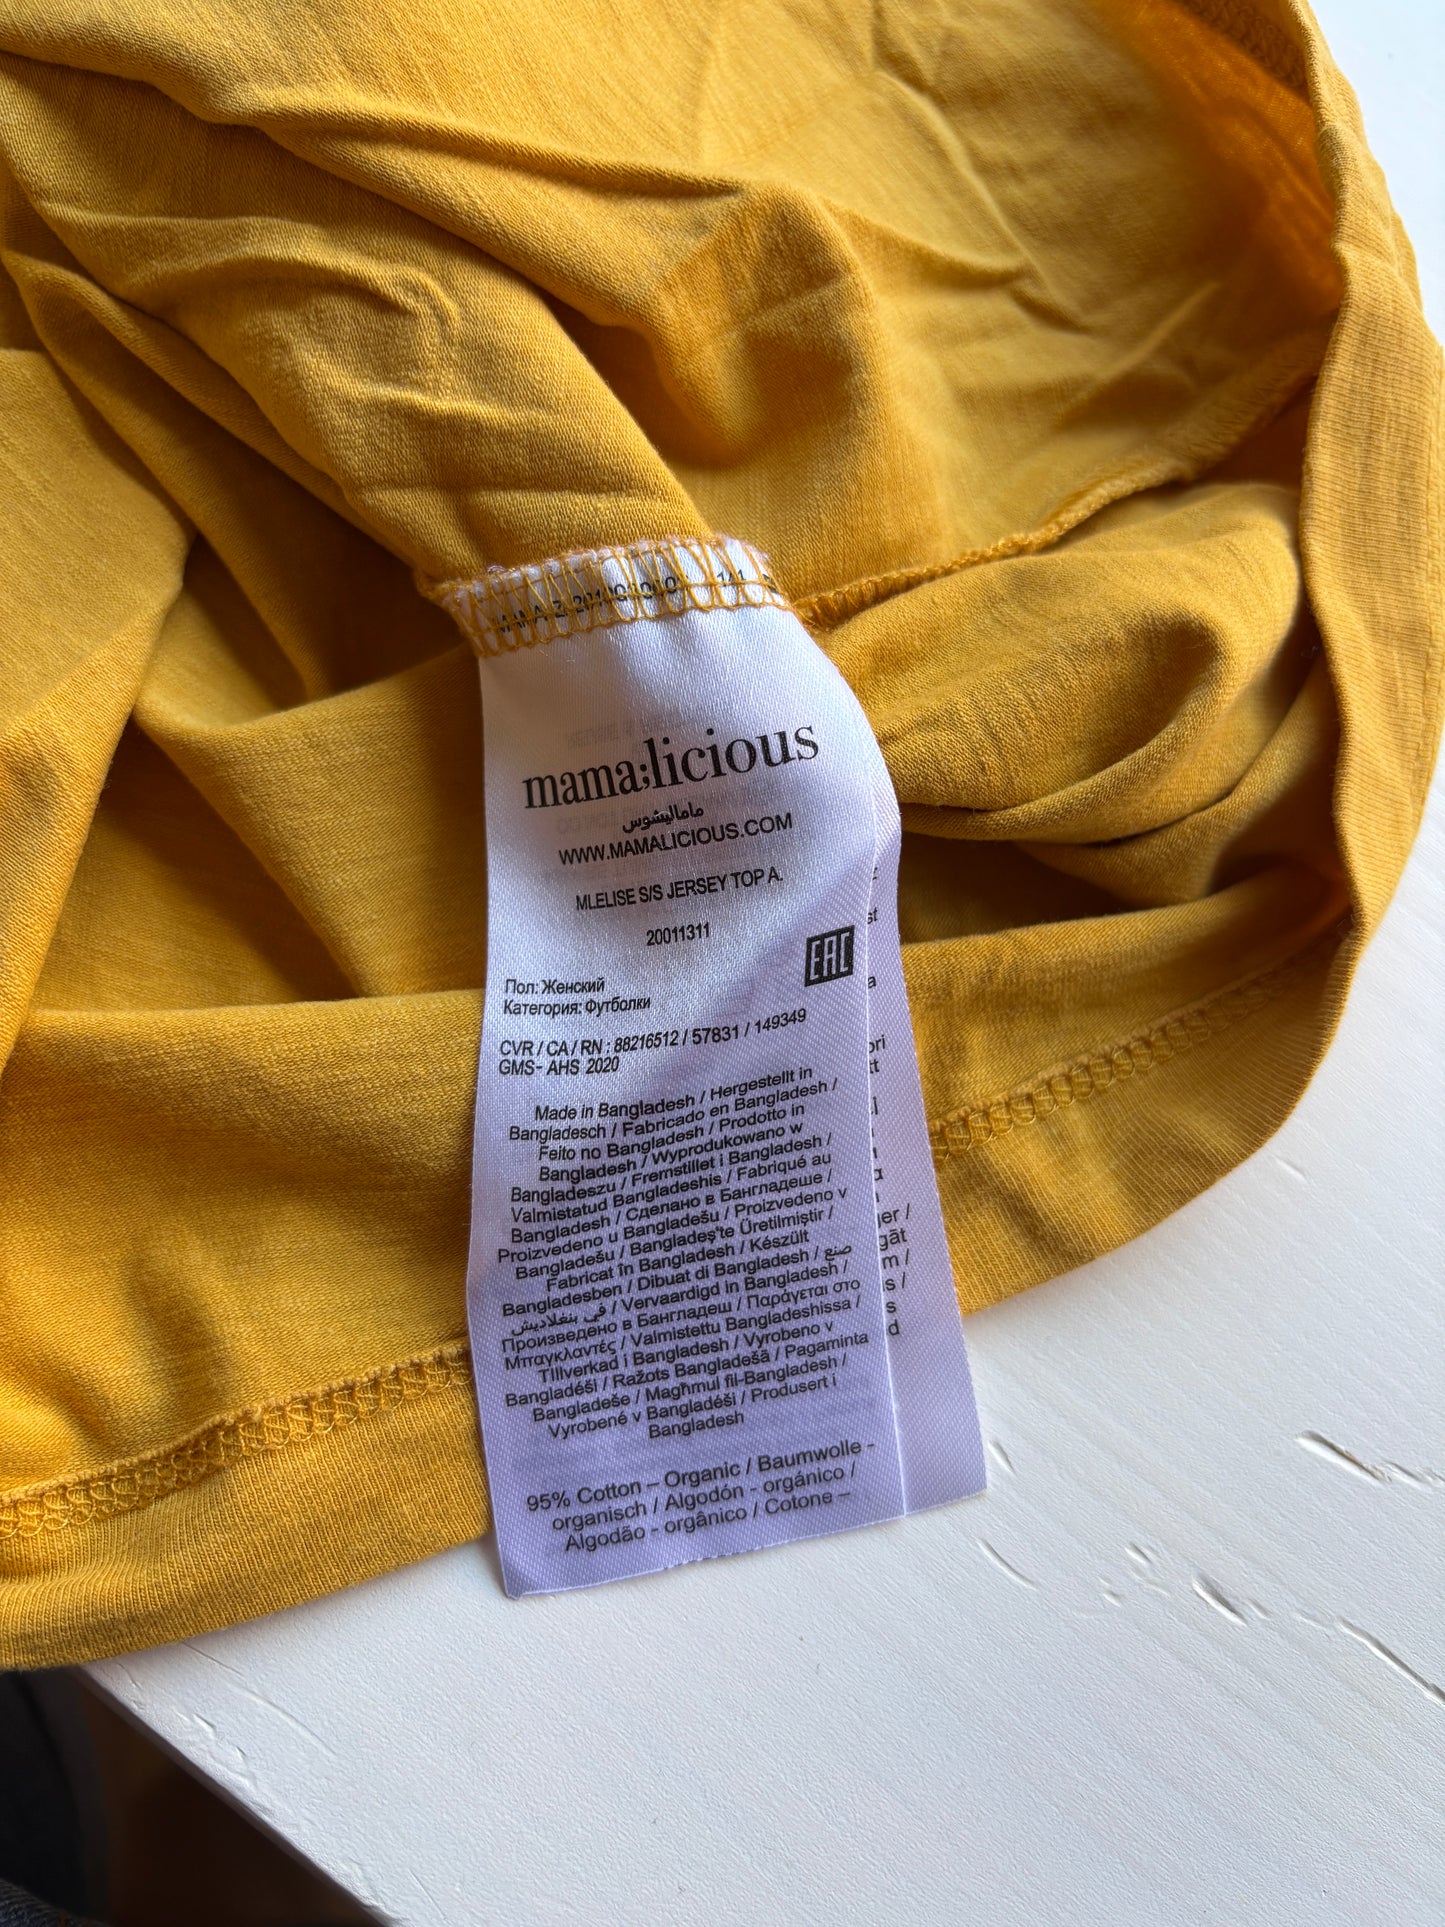 mama;licious
ماماليشوس
WWW.MAMALICIOUS.COM
MLELISE S/S JERSEY TOP A.
20011311
EAC
Пол: Женский
Категория: Футболки
CVR / CA / RN : 88216512 / 57831 / 149349
GMS- AHS 2020
Made in Bangladesh / Hergestellt in
Bangladesch / Fabricado en Bangladesh /
Feito no Bangladesh / Prodotto in
Bangladesh / Wyprodukowano w
Bangladeszu / Fremstillet i Bangladesh /
Valmistatud Bangladeshis / Fabriqué au
Bangladesh / Сделано в Бангладеше /
Proizvedeno u Bangladešu / Proizvedeno v
Bangladešu / Bangladeş'te Üretilmiştir /
Fabricat în Bangladesh / Készült
Bangladesben / Dibuat di Bangladesh / صنع
في بنغلاديش / Vervaardigd in Bangladesh /
Произведено в Бангладеш / Παράγεται στο
Μπαγκλαντές / Valmistettu Bangladeshissa /
Tillverkad i Bangladesh / Vyrobeno v
Bangladéši / Ražots Bangladešā / Pagaminta
Bangladeše / Magħmul fil-Bangladesh /
Vyrobené v Bangladéši / Produsert i
Bangladesh
95% Cotton – Organic / Baumwolle -
organisch / Algodón - orgánico /
Algodão - orgânico / Cotone –